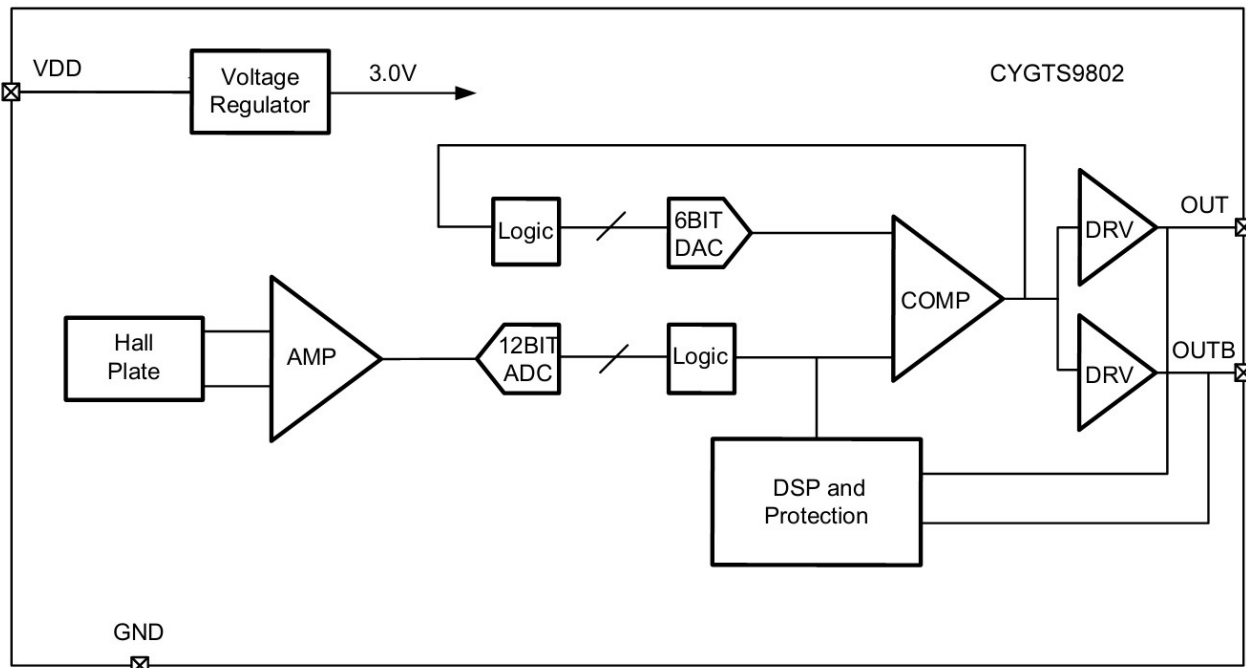 VDD
Voltage
Regulator
3.0V
CYGTS9802
Logic
6BIT
DAC
COMP
DRV
OUT
Hall
Plate
AMP
12BIT
ADC
Logic
DRV
OUTB
DSP and
Protection
GND